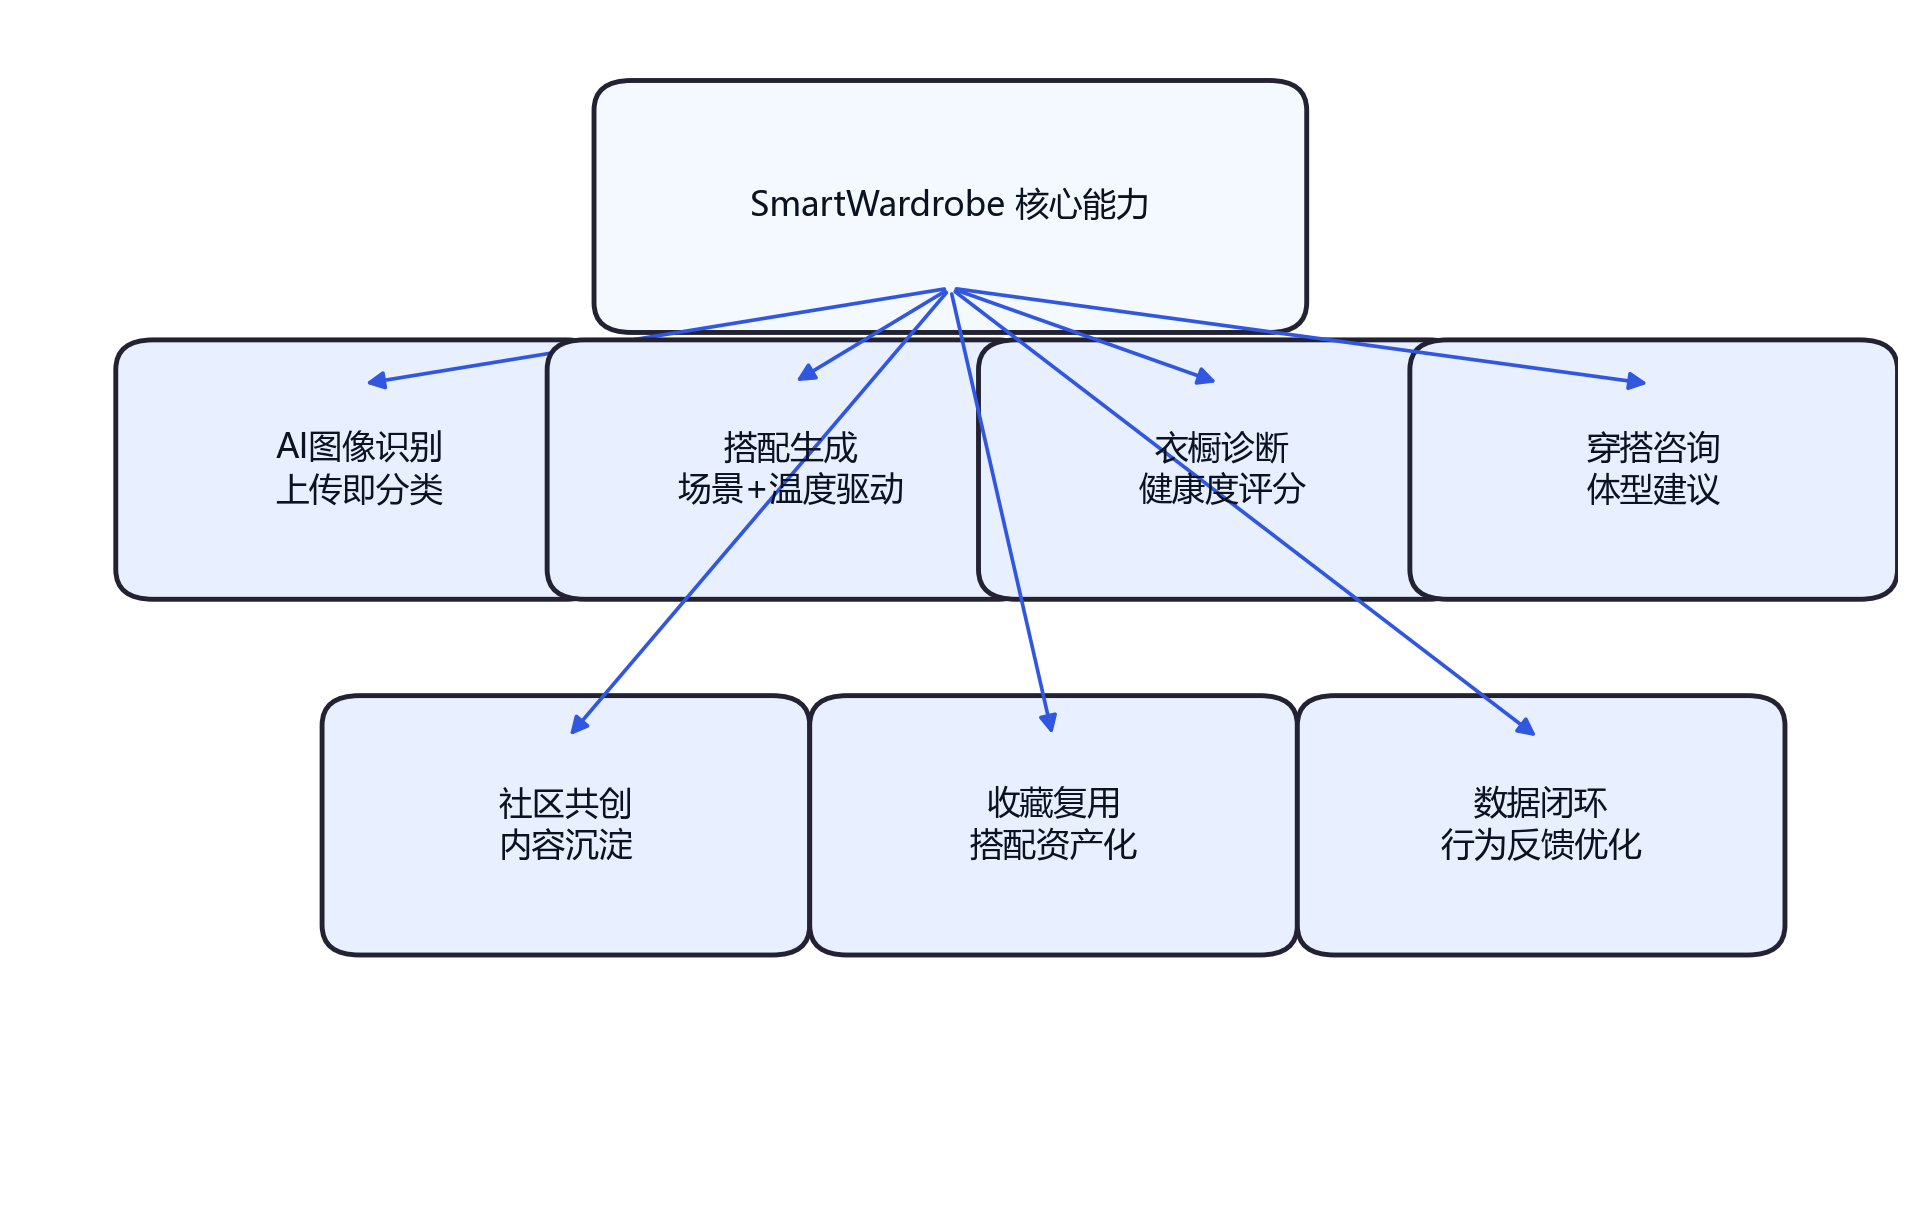 SmartWardrobe 核心能力
AI图像识别
上传即分类
搭配生成
场景+温度驱动
衣橱诊断
健康度评分
穿搭咨询
体型建议
社区共创
内容沉淀
收藏复用
搭配资产化
数据闭环
行为反馈优化